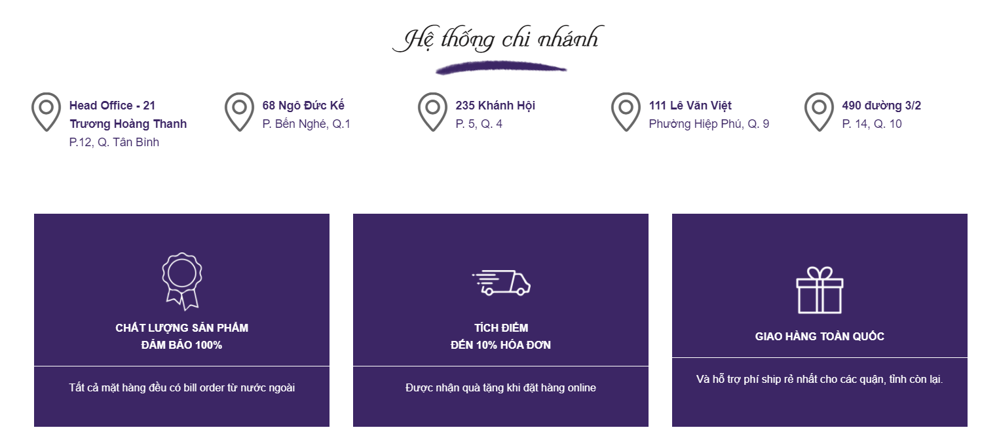 Hệ thống chi nhánh
Head Office - 21
Trương Hoàng Thanh
P.12, Q. Tân Bình
68 Ngô Đức Kế
P. Bến Nghé, Q.1
235 Khánh Hội
P. 5, Q. 4
111 Lê Văn Việt
Phường Hiệp Phú, Q. 9
490 đường 3/2
P. 14, Q. 10
CHẤT LƯỢNG SẢN PHẨM
ĐẢM BẢO 100%
Tất cả mặt hàng đều có bill order từ nước ngoài
TÍCH ĐIỂM
ĐẾN 10% HÓA ĐƠN
Được nhận quà tặng khi đặt hàng online
GIAO HÀNG TOÀN QUỐC
Và hỗ trợ phí ship rẻ nhất cho các quận, tỉnh còn lại.